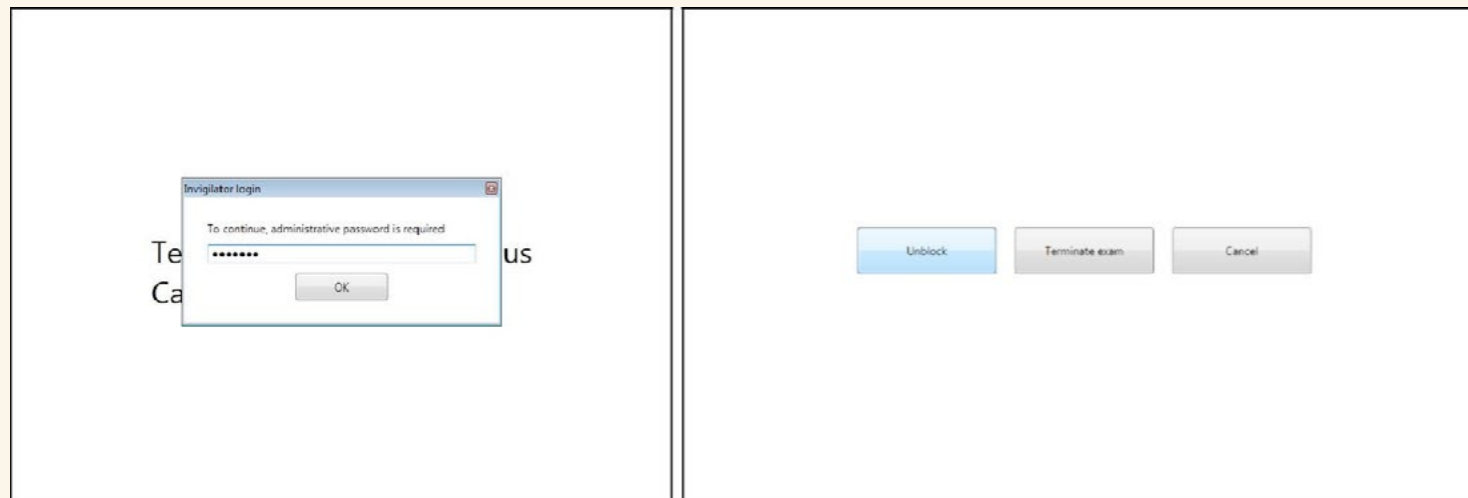 Invigilator login
To continue, administrative password is required
•••••••
OK
Te us
Ca
Unblock
Terminate exam
Cancel